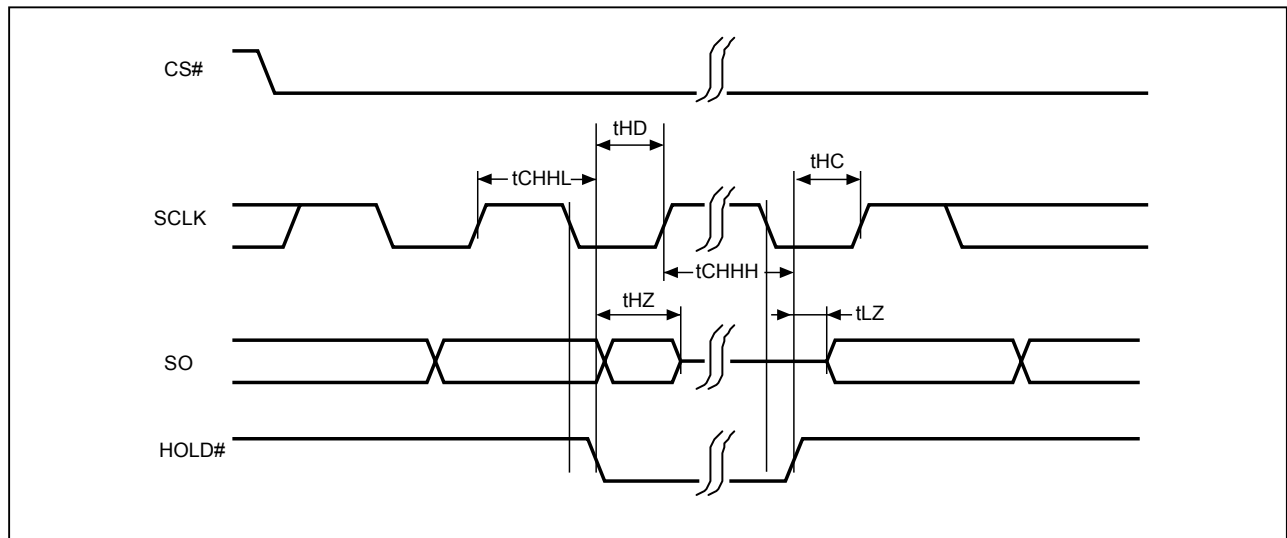 CS#
tHD
tHC
tCHHL
SCLK
tCHHH
tHZ
tLZ
SO
HOLD#